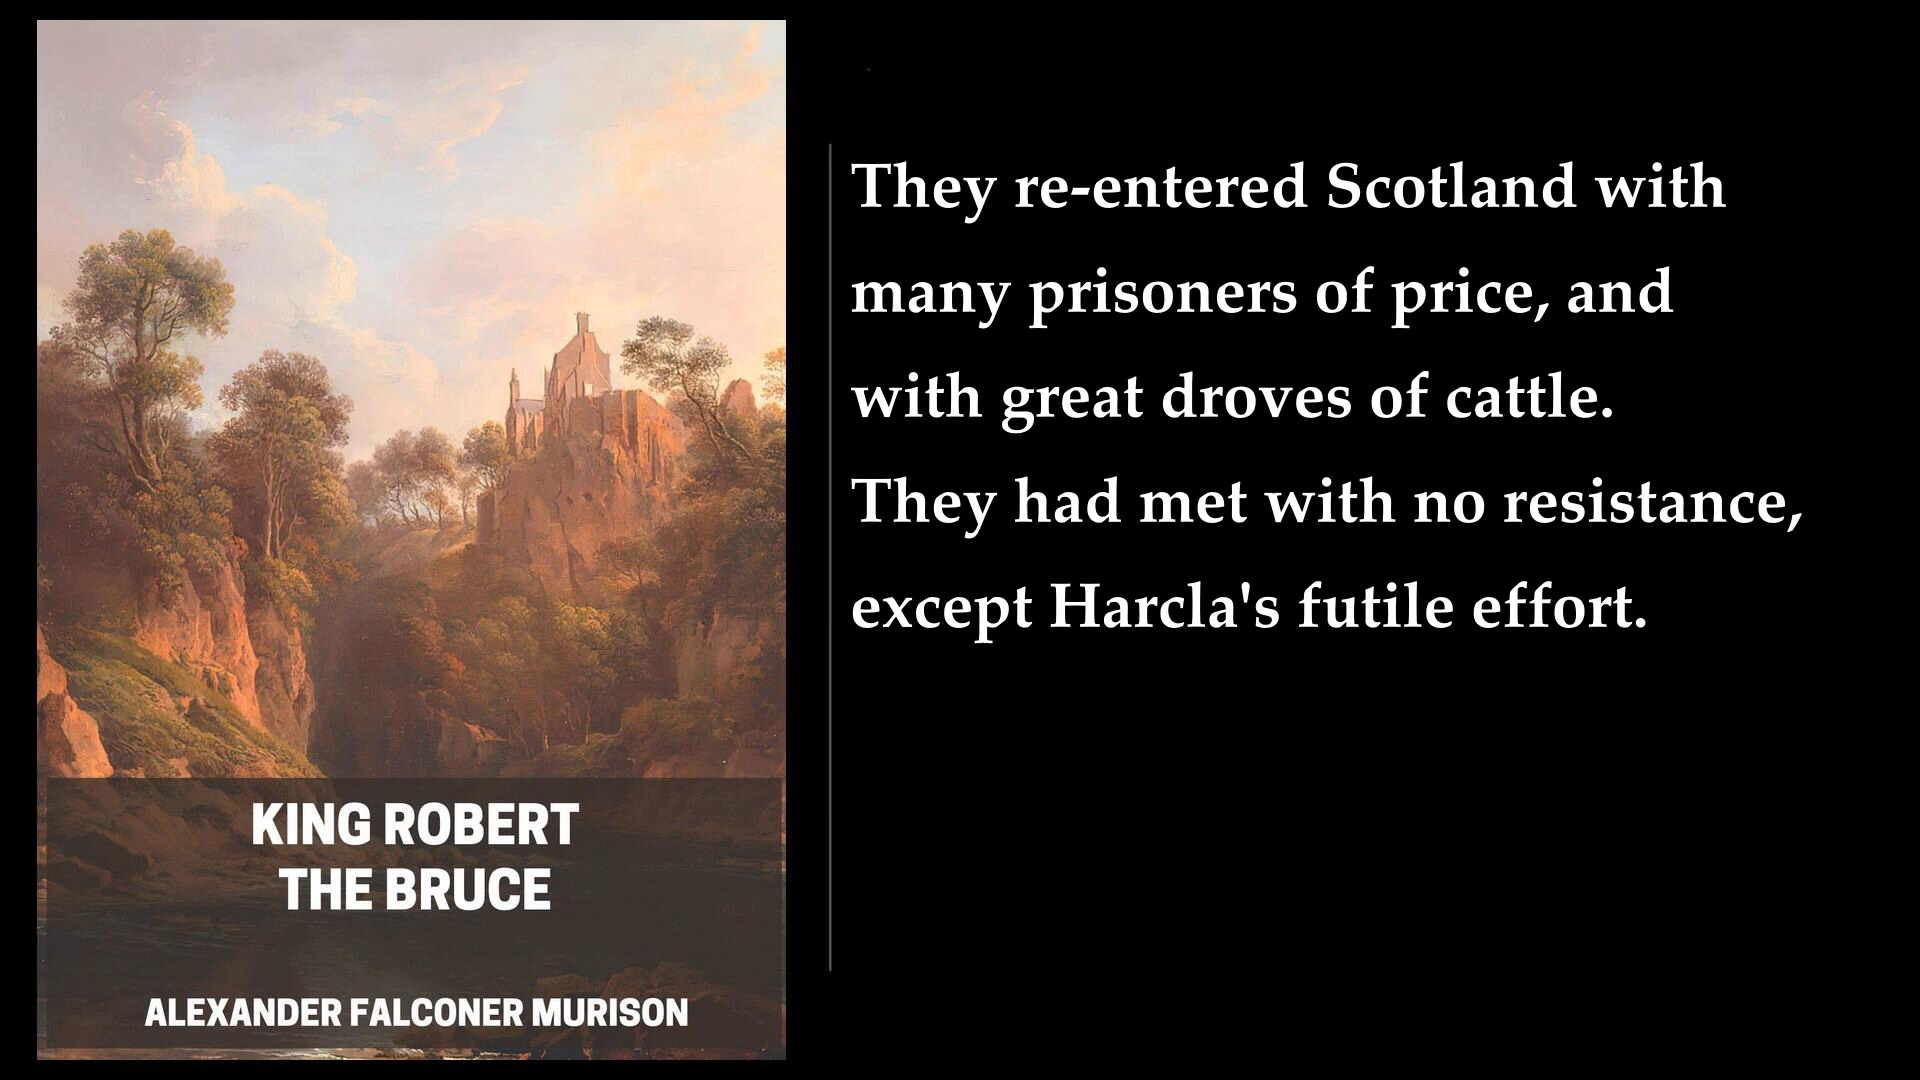 KING ROBERT
THE BRUCE
ALEXANDER FALCONER MURISON
They re-entered Scotland with
many prisoners of price, and
with great droves of cattle.
They had met with no resistance,
except Harcla's futile effort.